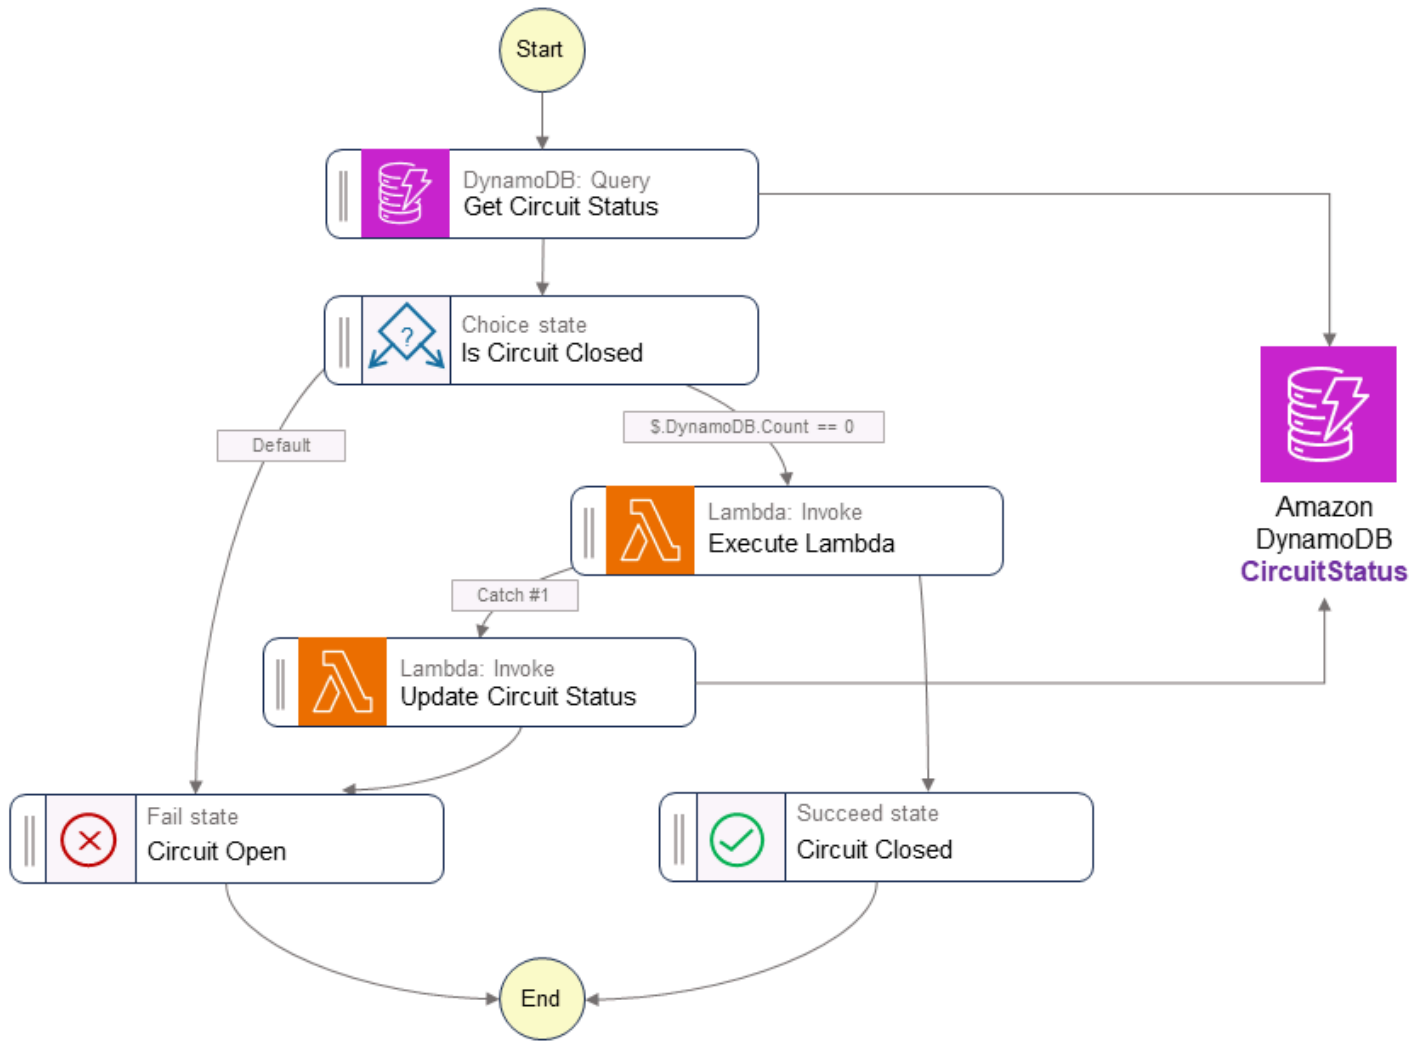 Start
DynamoDB: Query
Get Circuit Status
Choice state
?
Is Circuit Closed
Default
$.DynamoDB.Count == 0
Lambda: Invoke
Execute Lambda
Amazon
DynamoDB
CircuitStatus
Catch #1
Lambda: Invoke
Update Circuit Status
Fail state
Circuit Open
Succeed state
Circuit Closed
End